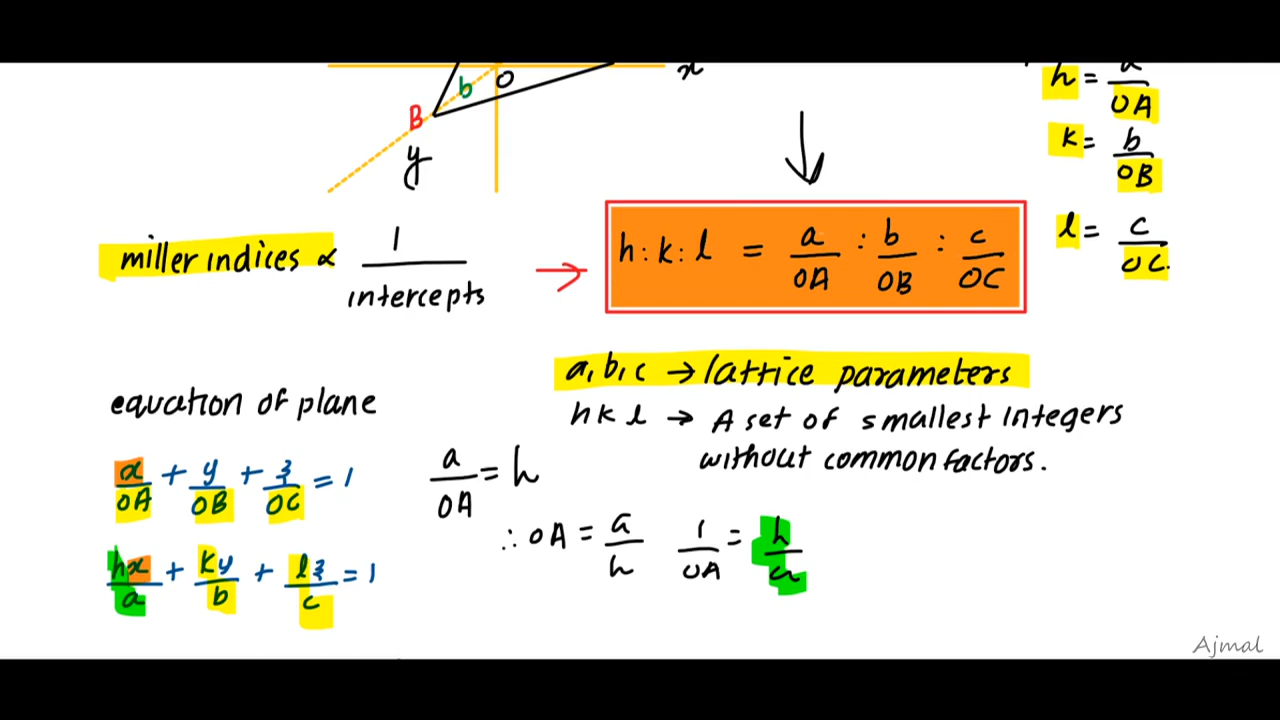 x
O
b
B
y
h = a/OA
k = b/OB
l = c/OC
miller indices ∝ 1/intercepts → h:k:l = a/OA : b/OB : c/OC
a, b, c → lattice parameters
h k l → A set of smallest integers
without common factors.
equation of plane
x/OA + y/OB + z/OC = 1
a/OA = h
∴ OA = a/h 1/OA = h/a
hx/a + ky/b + lz/c = 1
Ajmal